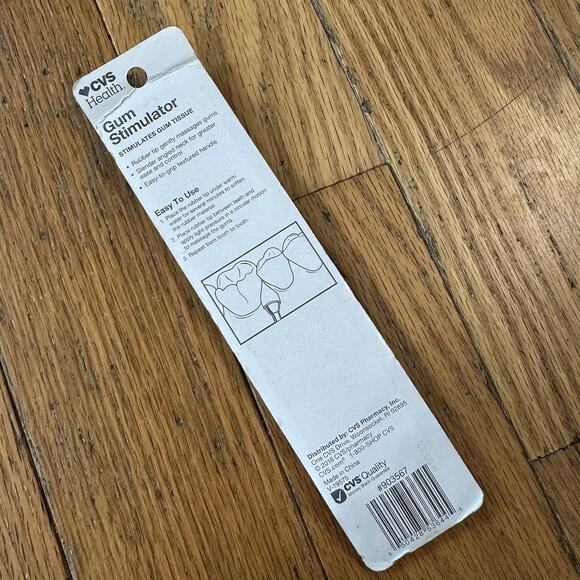 CVS
Health™
Gum
Stimulator
STIMULATES GUM TISSUE
• Rubber tip gently massages gums
• Slender angled neck for greater
ease and control
• Easy-to-grip textured handle
Easy To Use
1. Place the rubber tip under warm
water for several minutes to soften
the rubber material.
2. Place rubber tip between teeth and
apply light pressure in a circular motion
to massage the gums.
3. Repeat from tooth to tooth.
Distributed by: CVS Pharmacy, Inc.
One CVS Drive, Woonsocket, RI 02895
© 2016 CVS/pharmacy
CVS.com® 1-800-SHOP CVS
Made in China
V-19575
CVS Quality
Money Back Guarantee
#903567